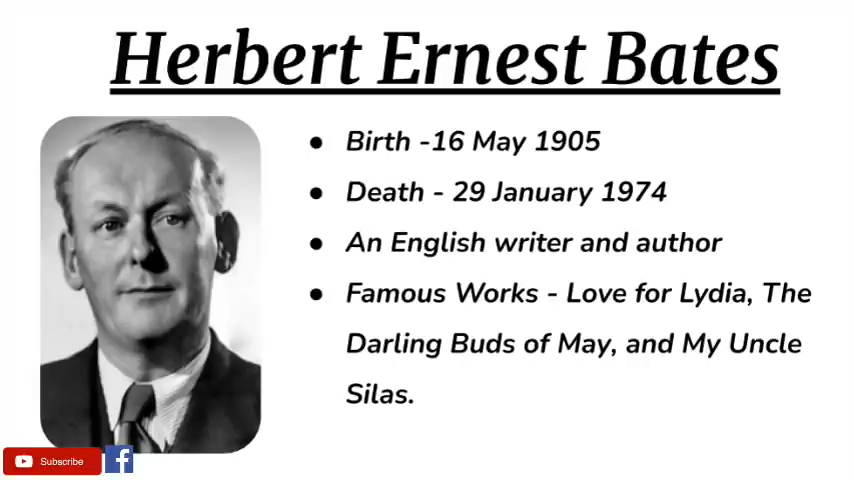 Herbert Ernest Bates
● Birth -16 May 1905
● Death - 29 January 1974
● An English writer and author
● Famous Works - Love for Lydia, The
Darling Buds of May, and My Uncle
Silas.
Subscribe f